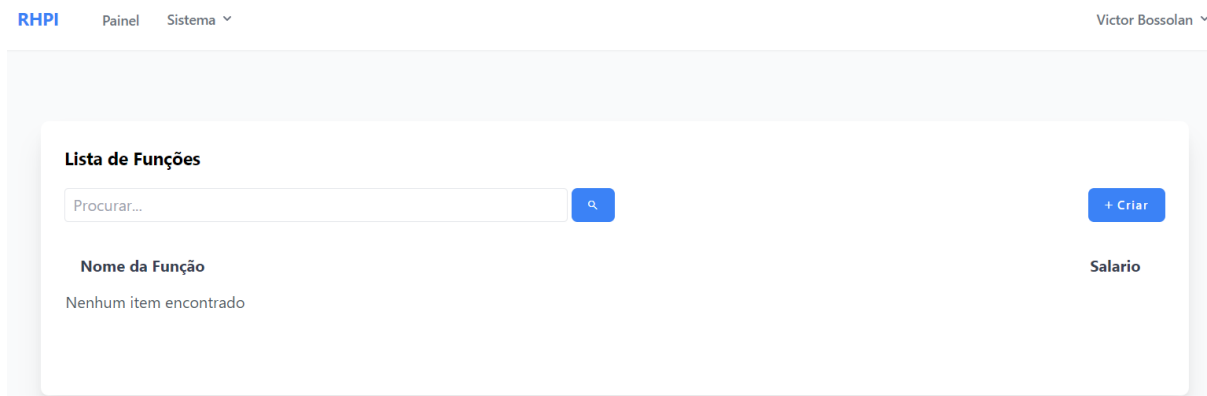 RHPI Painel Sistema Victor Bossolan
Lista de Funções
Procurar... + Criar
Nome da Função Salario
Nenhum item encontrado